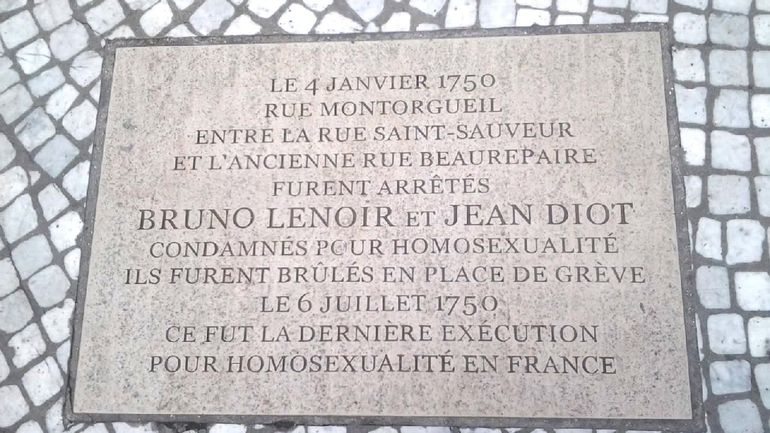 LE 4 JANVIER 1750
RUE MONTORGUEIL
ENTRE LA RUE SAINT-SAUVEUR
ET L'ANCIENNE RUE BEAUREPAIRE
FURENT ARRÊTÉS
BRUNO LENOIR ET JEAN DIOT
CONDAMNÉS POUR HOMOSEXUALITÉ
ILS FURENT BRÛLÉS EN PLACE DE GRÈVE
LE 6 JUILLET 1750
CE FUT LA DERNIÈRE EXÉCUTION
POUR HOMOSEXUALITÉ EN FRANCE